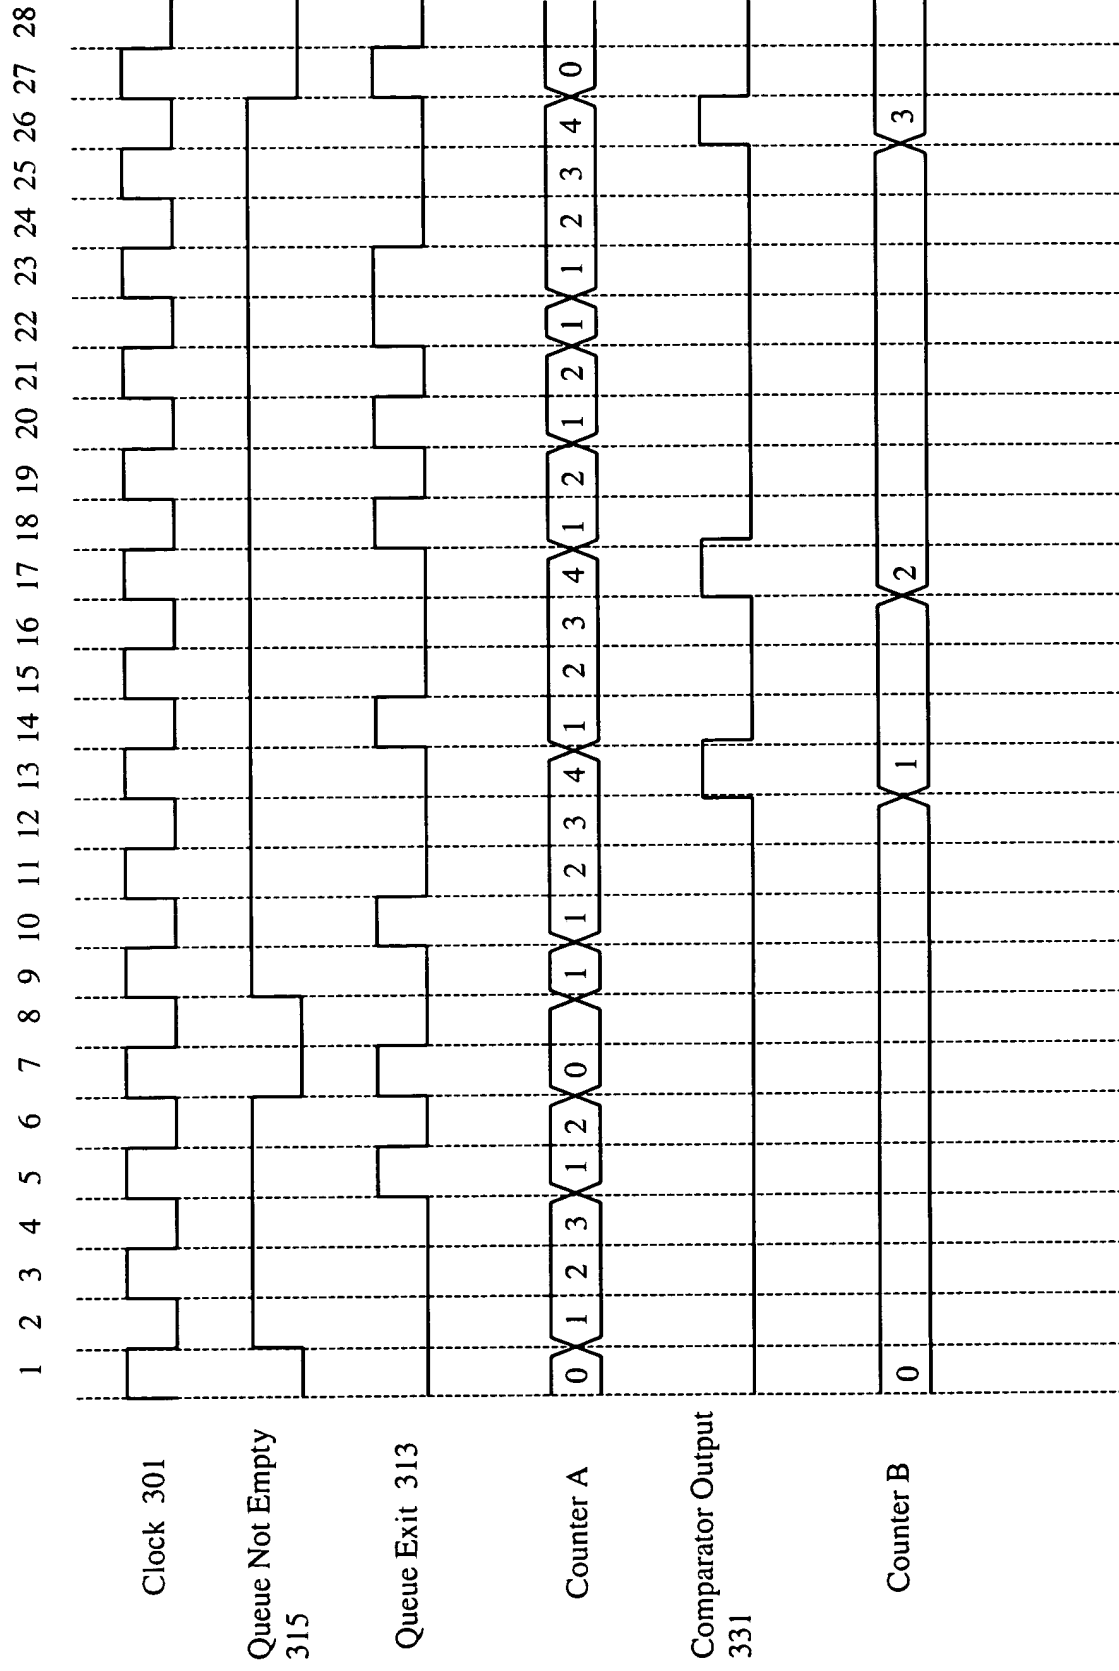 1 2 3 4 5 6 7 8 9 10 11 12 13 14 15 16 17 18 19 20 21 22 23 24 25 26 27 28
Clock 301
Queue Not Empty
315
Queue Exit 313
Counter A 0 1 2 3 1 2 0 1 1 2 3 4 1 2 3 4 1 2 1 2 1 1 2 3 4 0
Comparator Output
331
Counter B 0 1 2 3